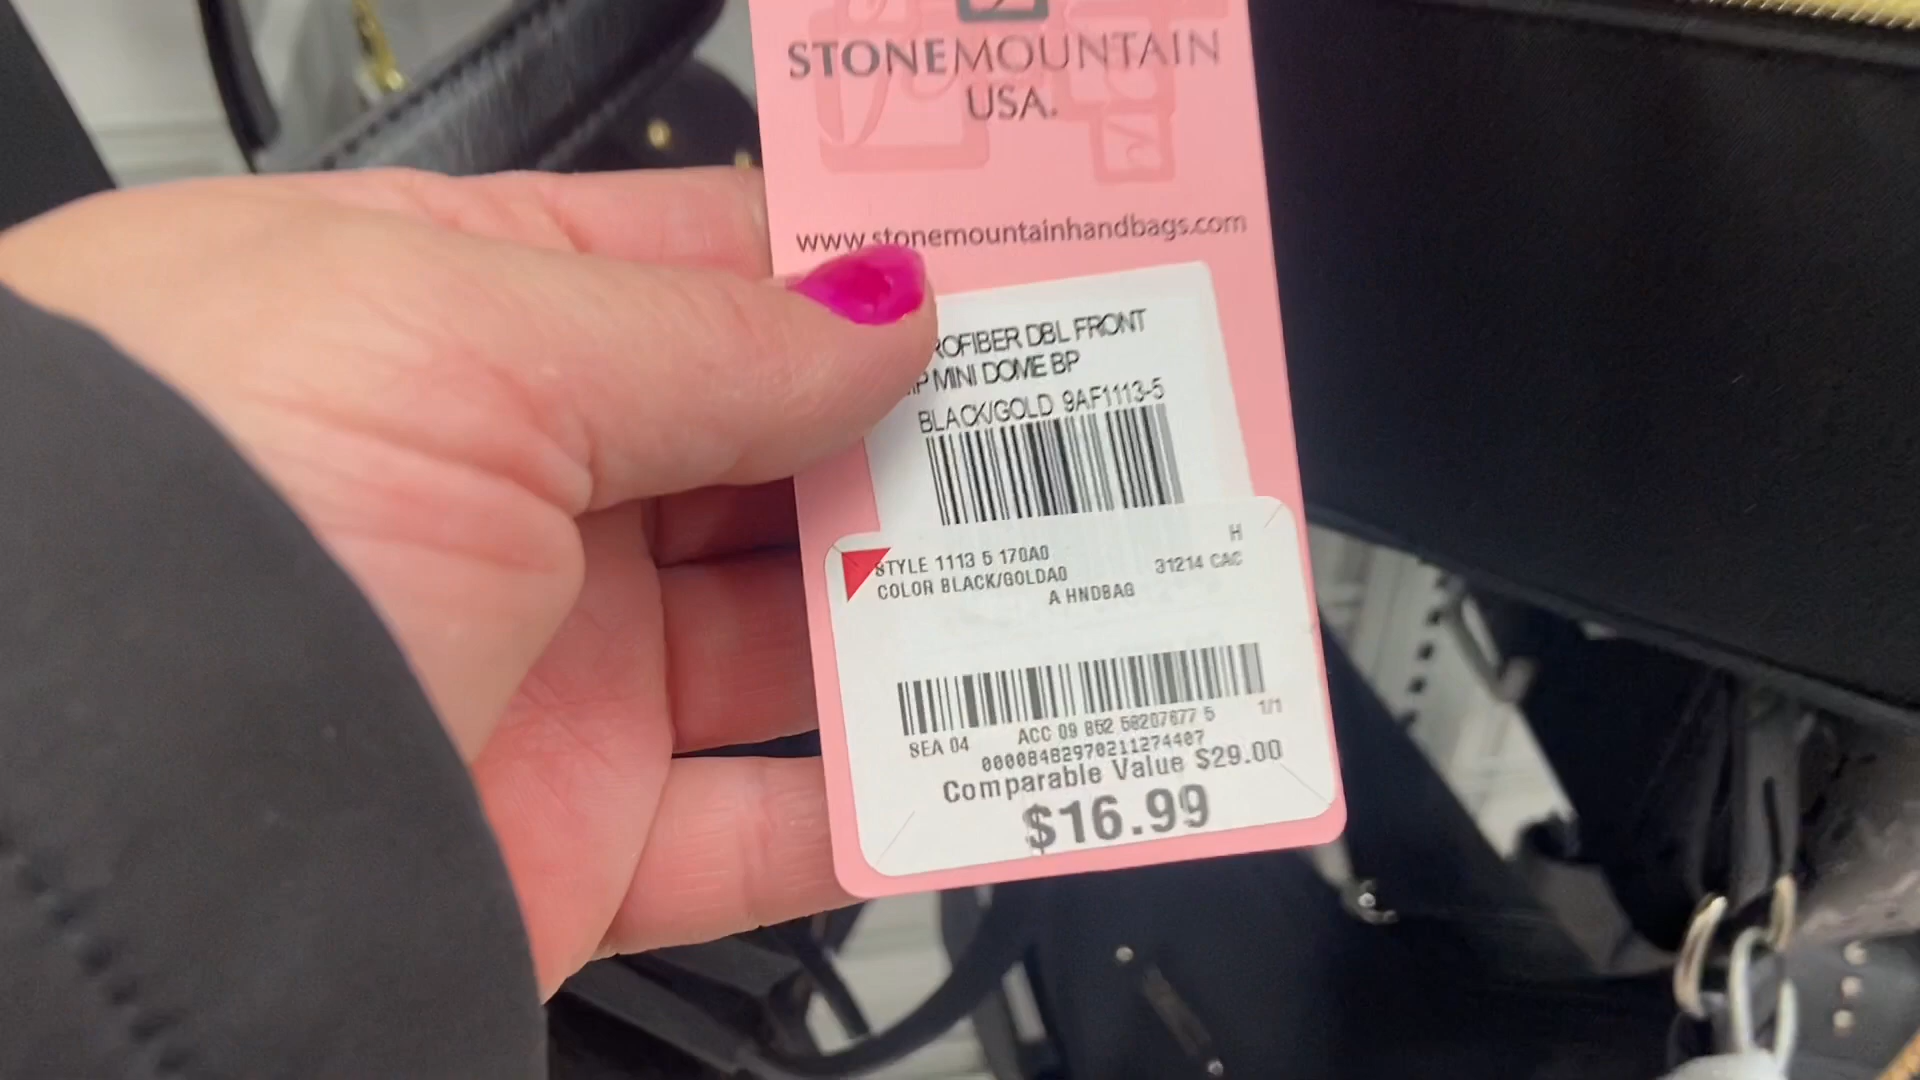 STONEMOUNTAIN
USA.
www.stonemountainhandbags.com
ROFIBER DBL FRONT
IP MINI DOME BP
BLACK/GOLD 9AF1113-5
H
STYLE 1113 5 170A0
31214 CAC
COLOR BLACK/GOLDA0
A HNDBAG
SEA 04 ACC 09 852 58207677 5 1/1
00008482970211274407
Comparable Value $29.00
$16.99